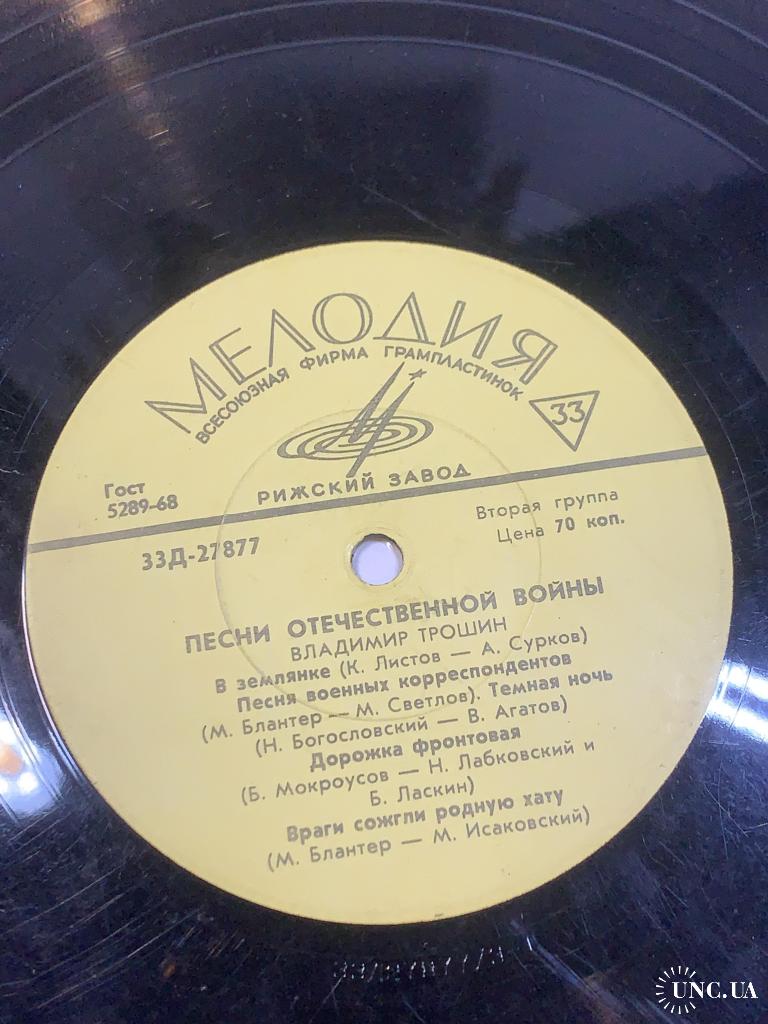 МЕЛОДИЯ
ВСЕСОЮЗНАЯ ФИРМА ГРАМПЛАСТИНОК
33
РИЖСКИЙ ЗАВОД
Гост
5289-68
Вторая группа
Цена 70 коп.
33Д-27877
ПЕСНИ ОТЕЧЕСТВЕННОЙ ВОЙНЫ
ВЛАДИМИР ТРОШИН
В землянке (К. Листов — А. Сурков)
Песня военных корреспондентов
(М. Блантер — М. Светлов). Темная ночь
(Н. Богословский — В. Агатов)
Дорожка фронтовая
(Б. Мокроусов — Н. Лабковский и
Б. Ласкин)
Враги сожгли родную хату
(М. Блантер — М. Исаковский)
UNC.UA